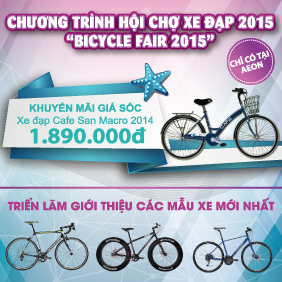 CHƯƠNG TRÌNH HỘI CHỢ XE ĐẠP 2015
“BICYCLE FAIR 2015”
CHỈ CÓ TẠI
AEON
KHUYẾN MÃI GIÁ SỐC
Xe đạp Cafe San Macro 2014
1.890.000đ
TRIỂN LÃM GIỚI THIỆU CÁC MẪU XE MỚI NHẤT